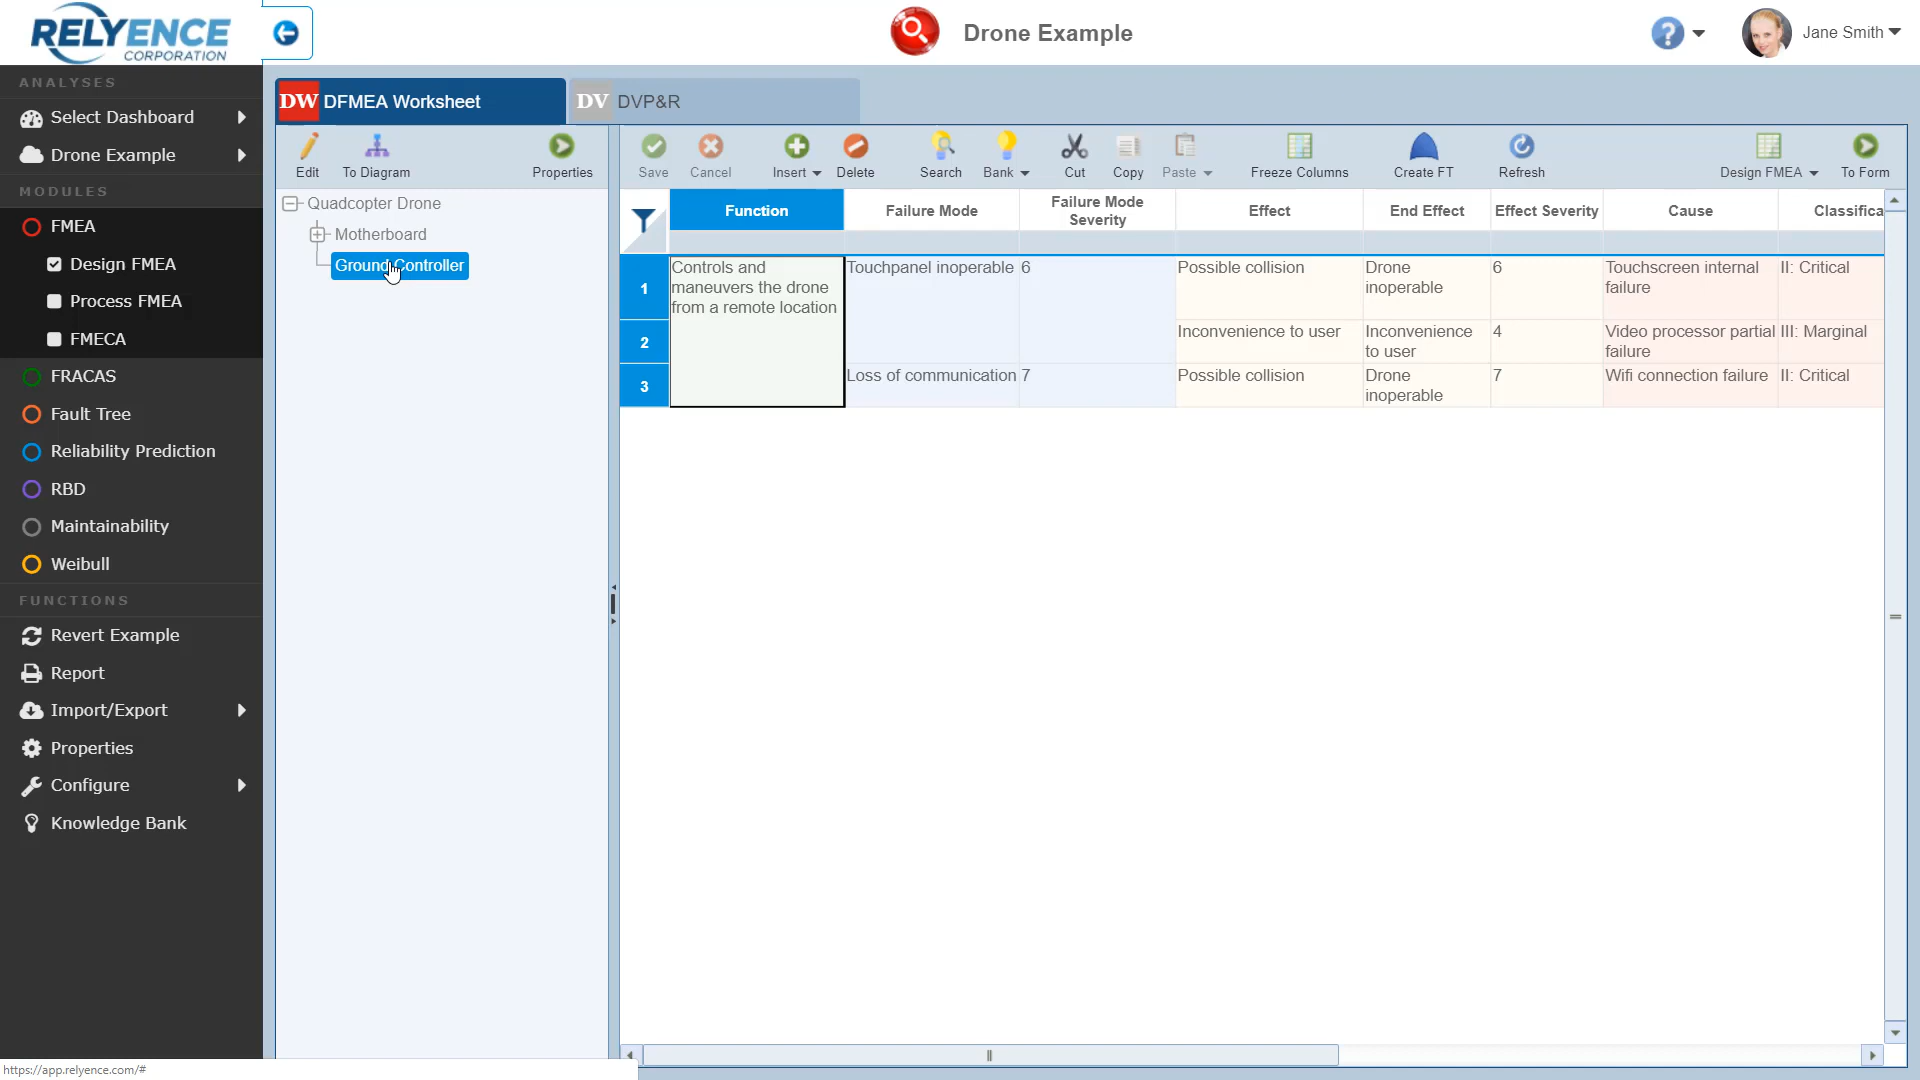 RELYENCE
CORPORATION
Drone Example
?
Jane Smith
ANALYSES
Select Dashboard
Drone Example
MODULES
FMEA
Design FMEA
Process FMEA
FMECA
FRACAS
Fault Tree
Reliability Prediction
RBD
Maintainability
Weibull
FUNCTIONS
Revert Example
Report
Import/Export
Properties
Configure
Knowledge Bank
DW DFMEA Worksheet
DV DVP&R
Edit To Diagram Properties
Save Cancel Insert Delete Search Bank Cut Copy Paste Freeze Columns Create FT Refresh Design FMEA To Form
Quadcopter Drone
Motherboard
Ground Controller
Function Failure Mode Failure Mode Severity Effect End Effect Effect Severity Cause Classifica
1 Controls and maneuvers the drone from a remote location Touchpanel inoperable 6 Possible collision Drone inoperable 6 Touchscreen internal failure II: Critical
2 Inconvenience to user Inconvenience to user 4 Video processor partial failure III: Marginal
3 Loss of communication 7 Possible collision Drone inoperable 7 Wifi connection failure II: Critical
https://app.relyence.com/#